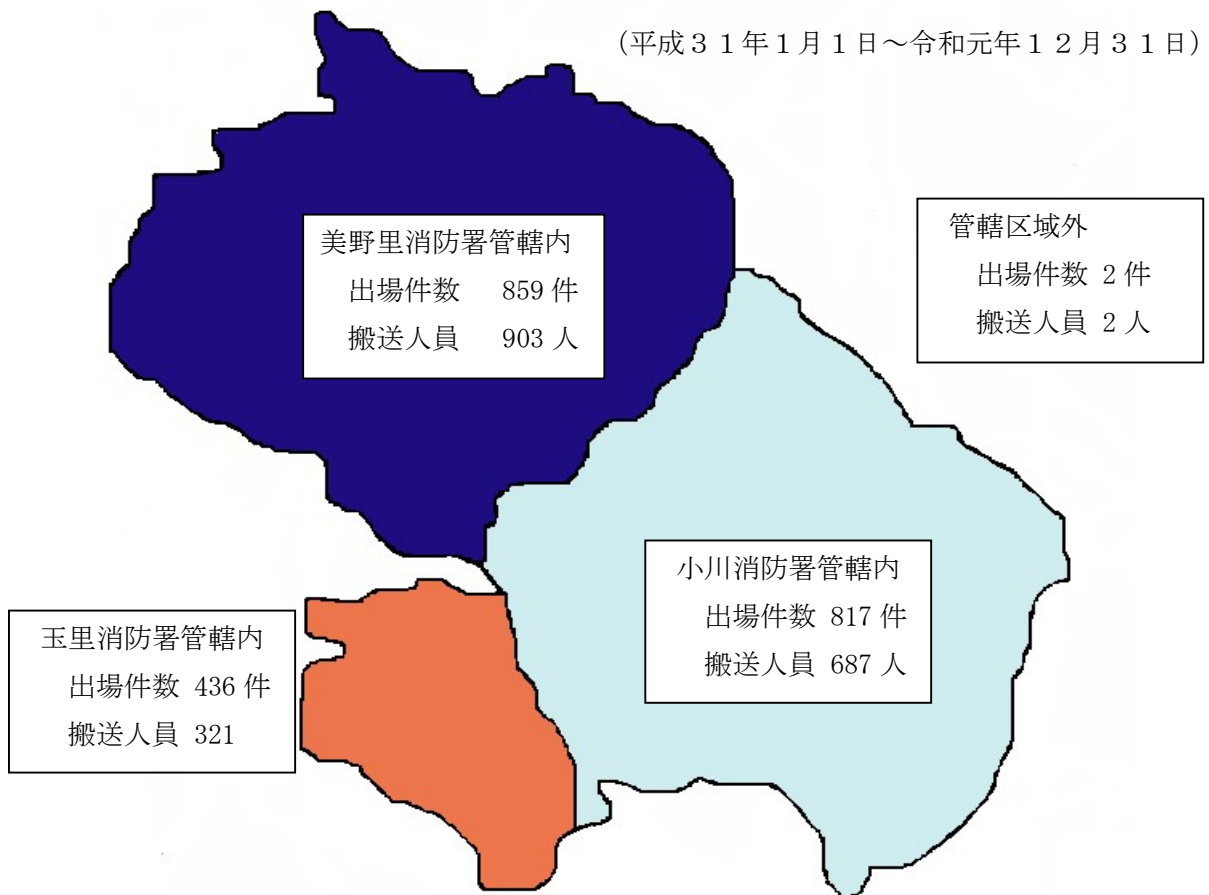 (平成３１年１月１日～令和元年１２月３１日)
美野里消防署管轄内
出場件数 859 件
搬送人員 903 人
管轄区域外
出場件数 2 件
搬送人員 2 人
小川消防署管轄内
出場件数 817 件
搬送人員 687 人
玉里消防署管轄内
出場件数 436 件
搬送人員 321